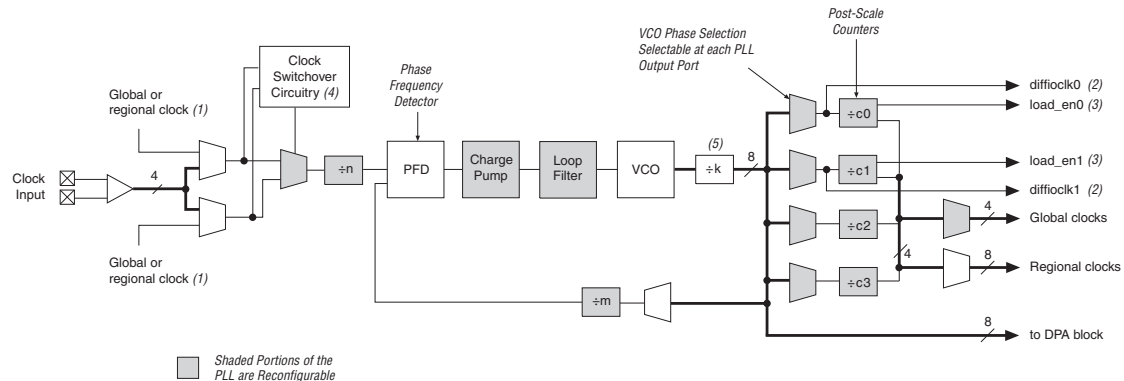 VCO Phase Selection
Selectable at each PLL
Output Port
Post-Scale
Counters
Clock
Switchover
Circuitry (4)
Phase
Frequency
Detector
Global or
regional clock (1)
Clock
Input
4
÷n
PFD
Charge
Pump
Loop
Filter
VCO
(5)
÷k
8
÷c0
÷c1
÷c2
÷c3
4
diffioclk0 (2)
load_en0 (3)
load_en1 (3)
diffioclk1 (2)
4
Global clocks
8
Regional clocks
8
to DPA block
Global or
regional clock (1)
÷m
Shaded Portions of the
PLL are Reconfigurable